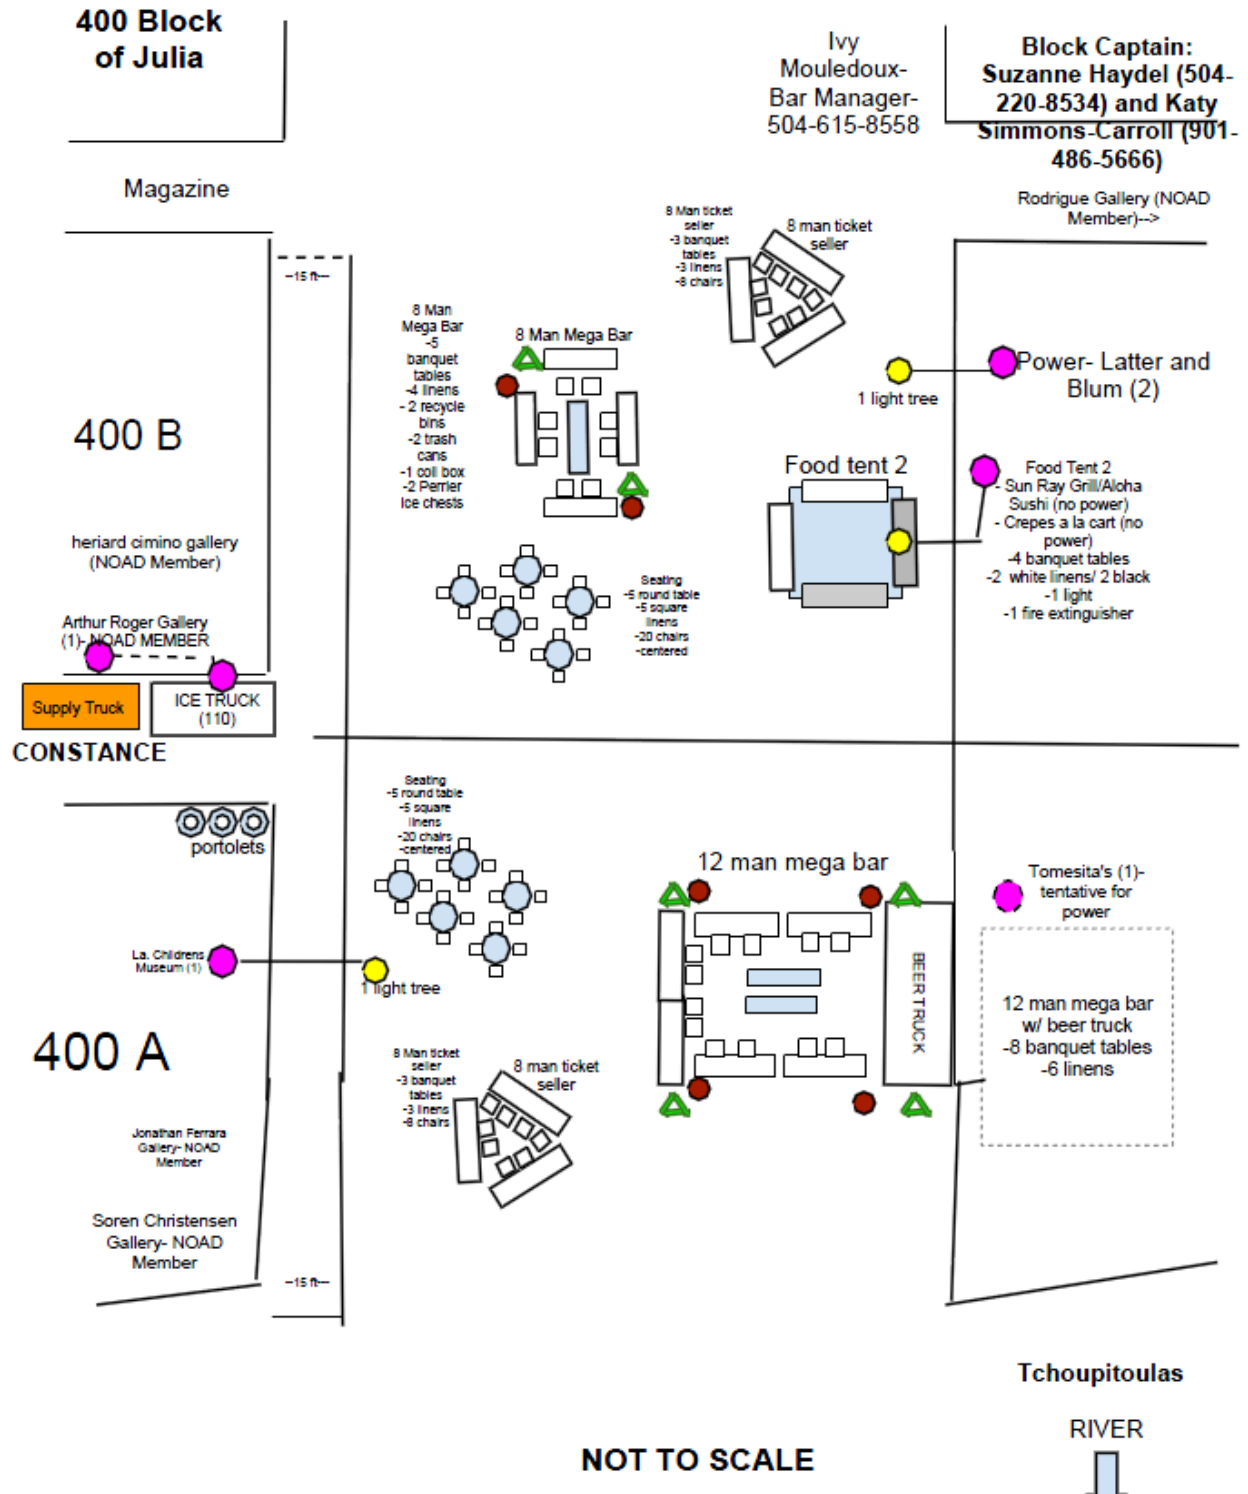 400 Block
of Julia
Ivy
Mouledoux-
Bar Manager-
504-615-8558
Block Captain:
Suzanne Haydel (504-
220-8534) and Katy
Simmons-Carroll (901-
486-5666)
Magazine
Rodrigue Gallery (NOAD
Member)-->
8 Man ticket
seller
-3 banquet
tables
-3 linens
-8 chairs
8 man ticket
seller
--15 ft---
8 Man
Mega Bar
-5
banquet
tables
-4 linens
- 2 recycle
bins
-2 trash
cans
-1 coil box
-2 Perrier
Ice chests
8 Man Mega Bar
1 light tree
Power- Latter and
Blum (2)
400 B
Food tent 2
Food Tent 2
- Sun Ray Grill/Aloha
Sushi (no power)
- Crepes a la cart (no
power)
-4 banquet tables
-2 white linens/ 2 black
-1 light
-1 fire extinguisher
heriard cimino gallery
(NOAD Member)
Seating
-5 round table
-5 square
linens
-20 chairs
-centered
Arthur Roger Gallery
(1)- NOAD MEMBER
Supply Truck
ICE TRUCK
(110)
CONSTANCE
Seating
-5 round table
-5 square
linens
-20 chairs
-centered
portolets
12 man mega bar
Tomesita's (1)-
tentative for
power
La. Childrens
Museum (1)
1 light tree
BEER TRUCK
12 man mega bar
w/ beer truck
-8 banquet tables
-6 linens
400 A
8 Man ticket
seller
-3 banquet
tables
-3 linens
-8 chairs
8 man ticket
seller
Jonathan Ferrara
Gallery- NOAD
Member
Soren Christensen
Gallery- NOAD
Member
--15 ft---
Tchoupitoulas
RIVER
NOT TO SCALE